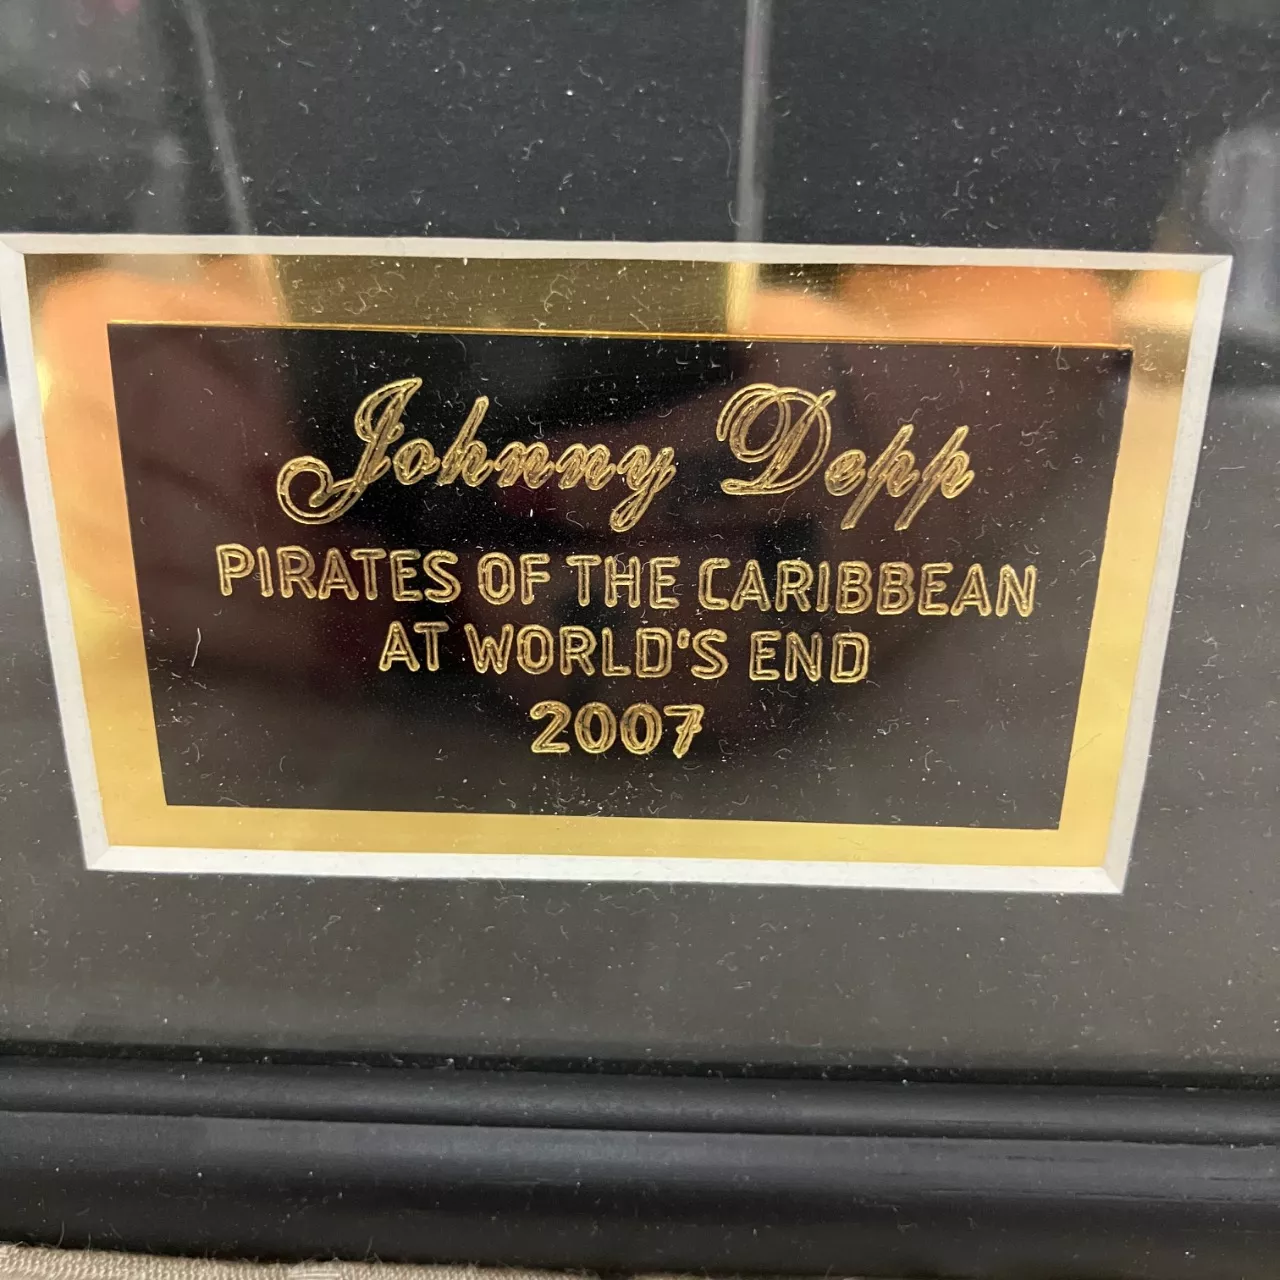 Johnny Depp
PIRATES OF THE CARIBBEAN
AT WORLD'S END
2007